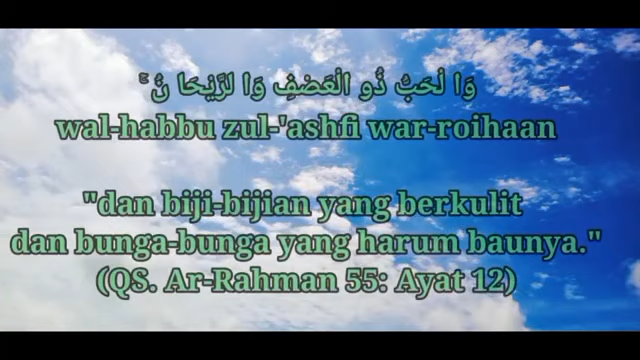 وَا لْحَبُّ ذُو الْعَصْفِ وَا لرَّيْحَا نُ ۚ
wal-habbu zul-'ashfi war-roihaan
"dan biji-bijian yang berkulit
dan bunga-bunga yang harum baunya."
(QS. Ar-Rahman 55: Ayat 12)